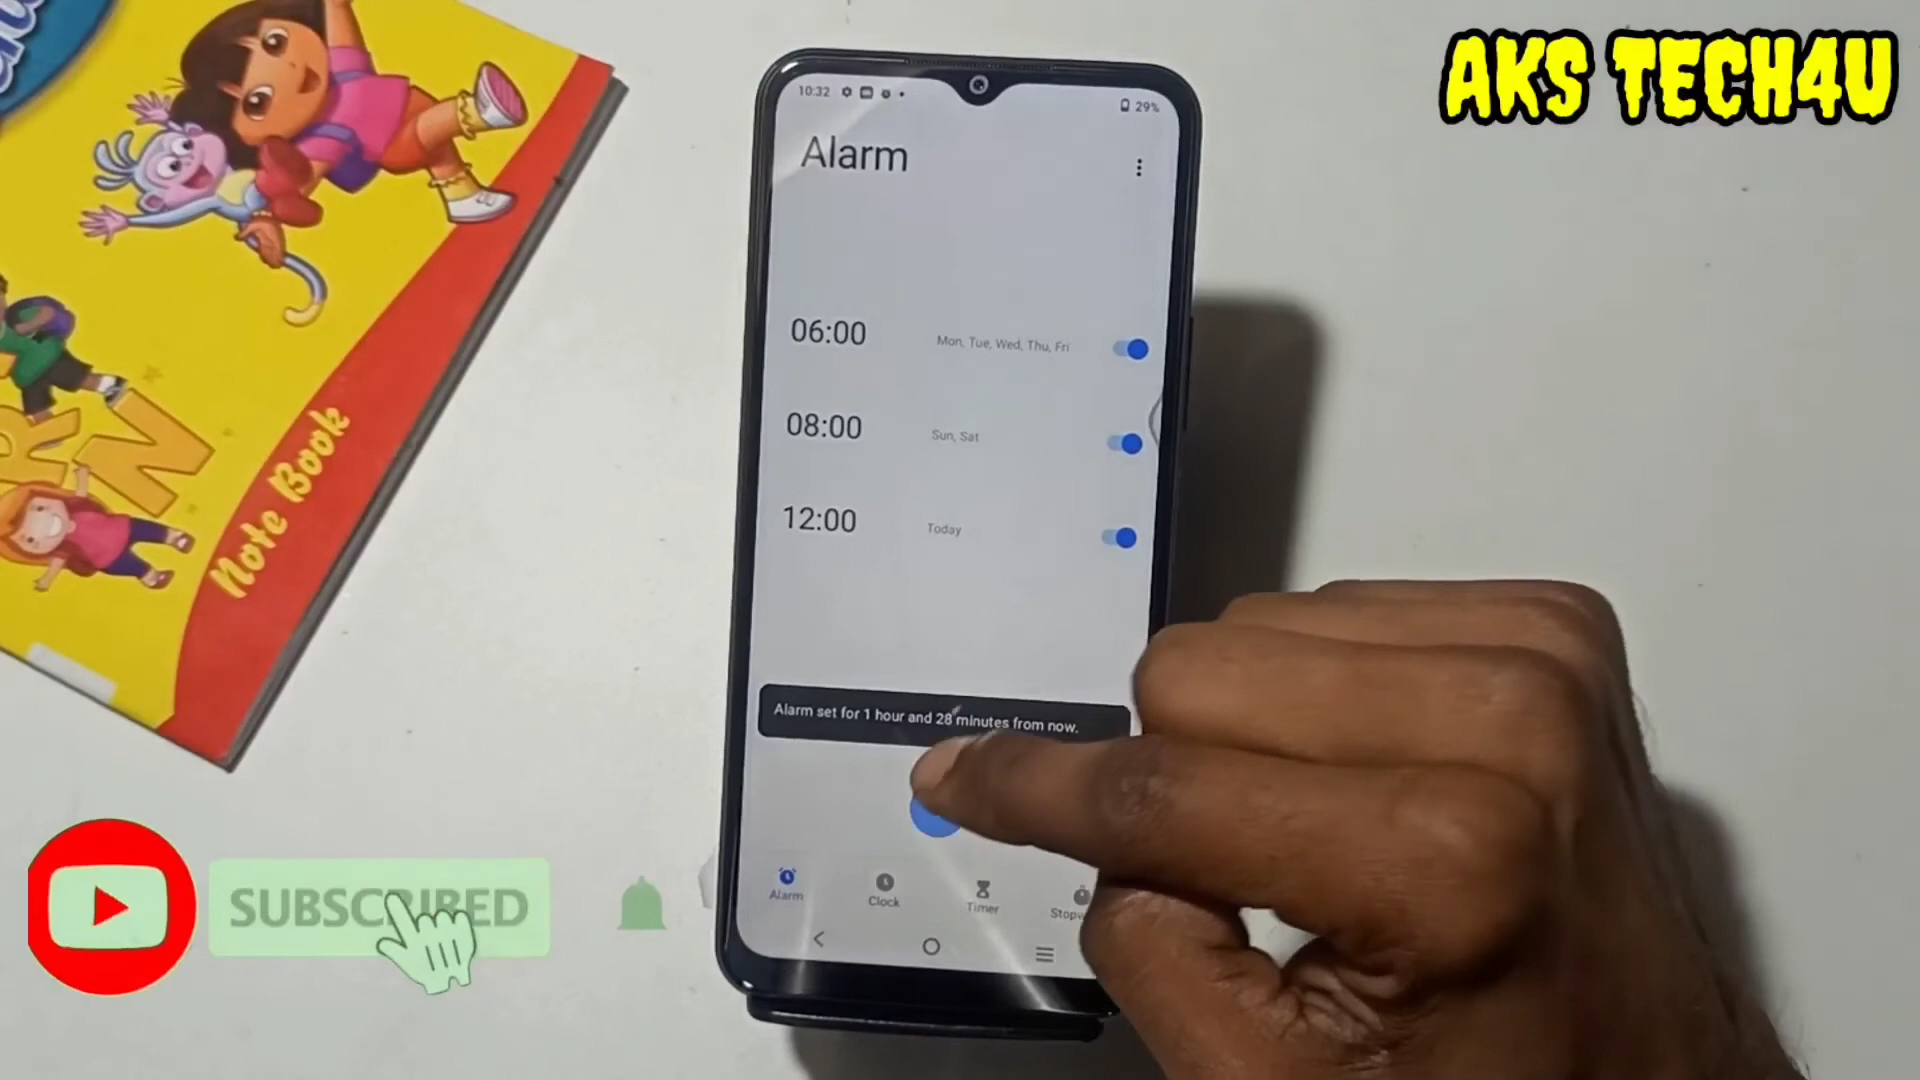 AKS TECH4U
10:32
29%
Alarm
06:00
Mon, Tue, Wed, Thu, Fri
08:00
Sun, Sat
12:00
Today
Alarm set for 1 hour and 28 minutes from now.
Alarm
Clock
Timer
Note Book
SUBSCRIBED